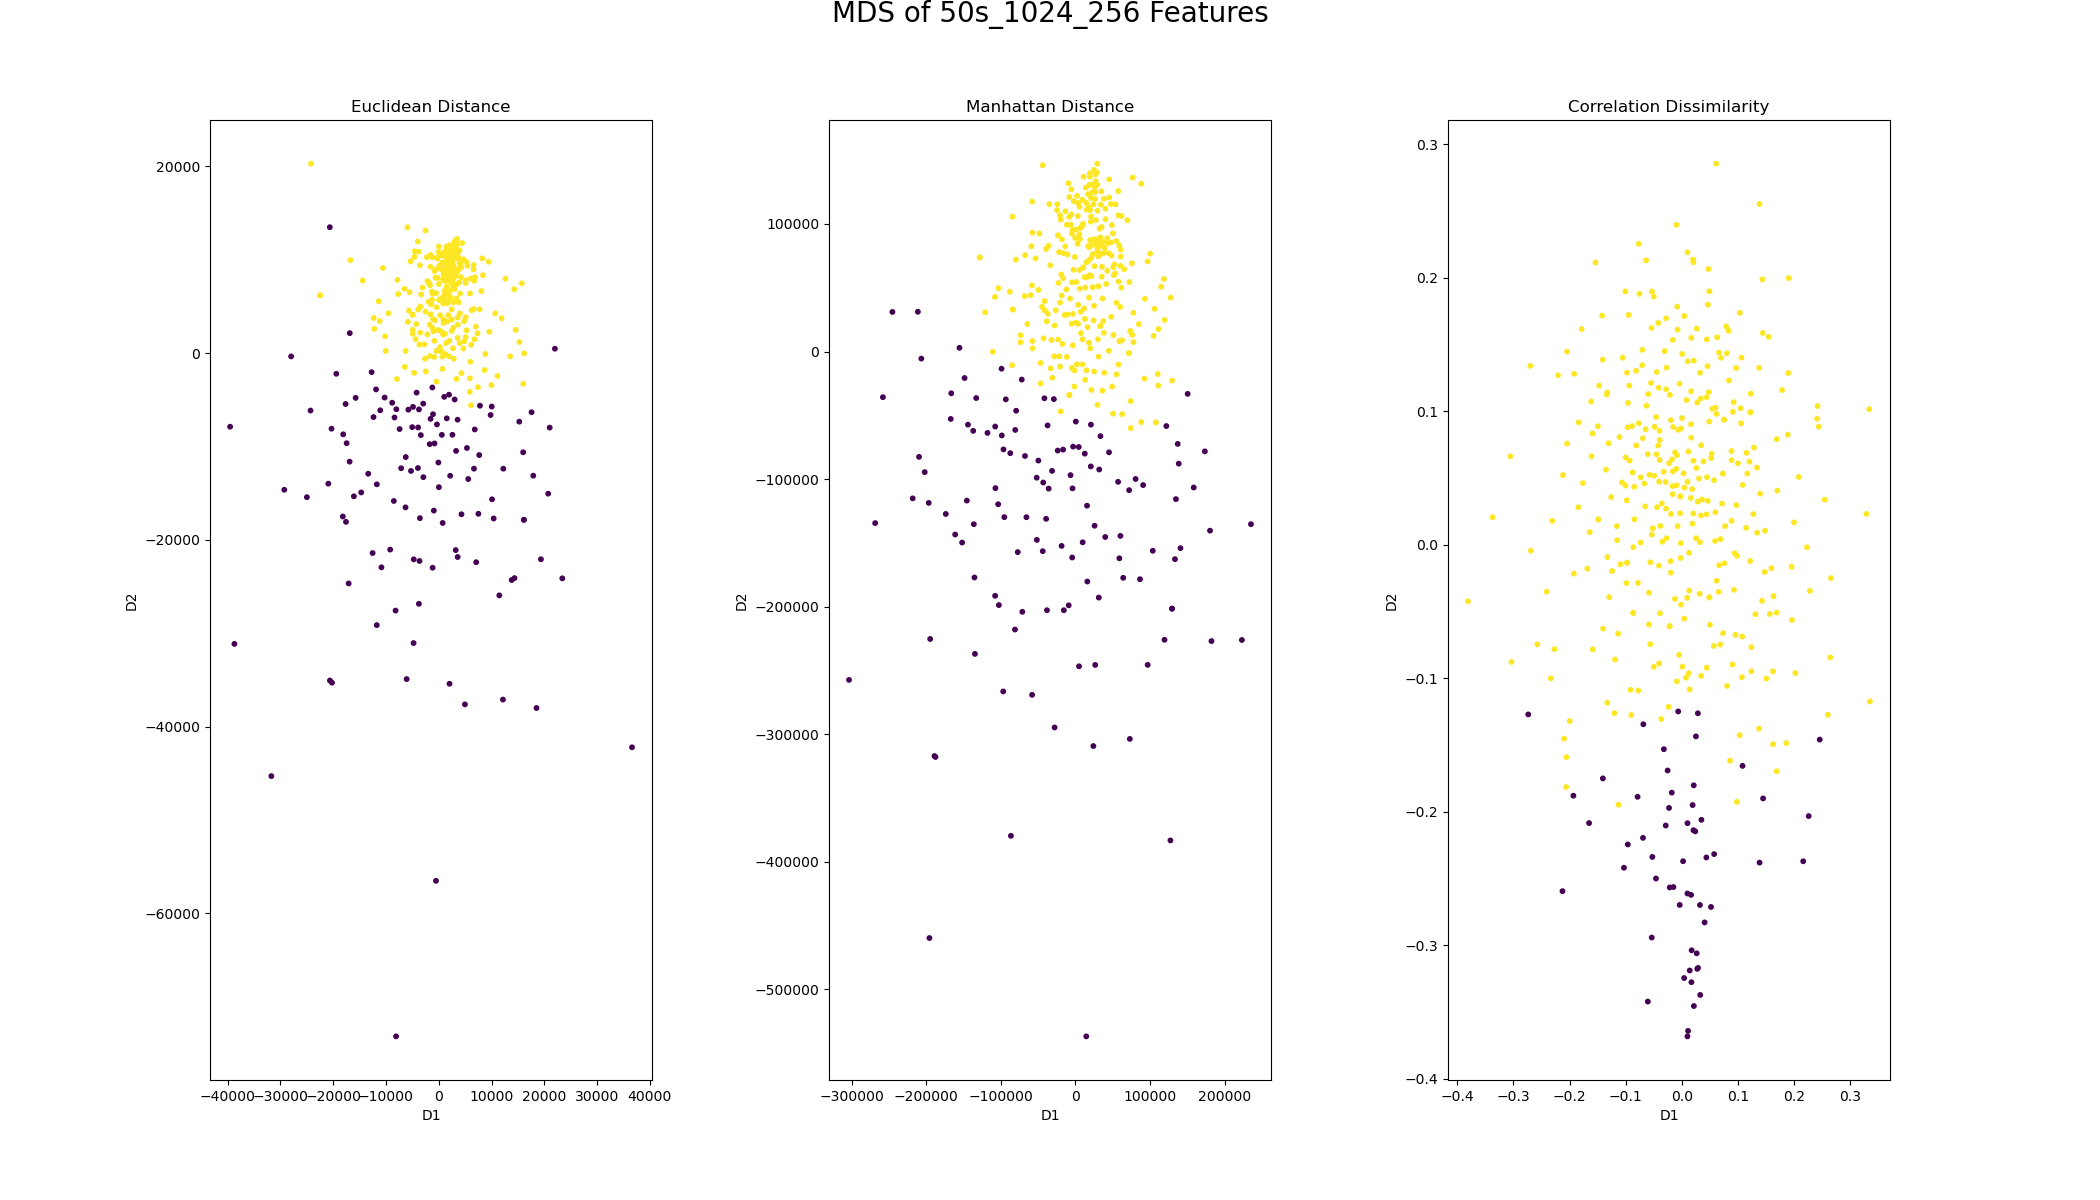 MDS of 50s_1024_256 Features
Euclidean Distance
20000
0
−20000
−40000
−60000
D2
−40000−30000−20000−10000 0 10000 20000 30000 40000
D1
Manhattan Distance
100000
0
−100000
−200000
−300000
−400000
−500000
D2
−300000 −200000 −100000 0 100000 200000
D1
Correlation Dissimilarity
0.3
0.2
0.1
0.0
−0.1
−0.2
−0.3
−0.4
D2
−0.4 −0.3 −0.2 −0.1 0.0 0.1 0.2 0.3
D1